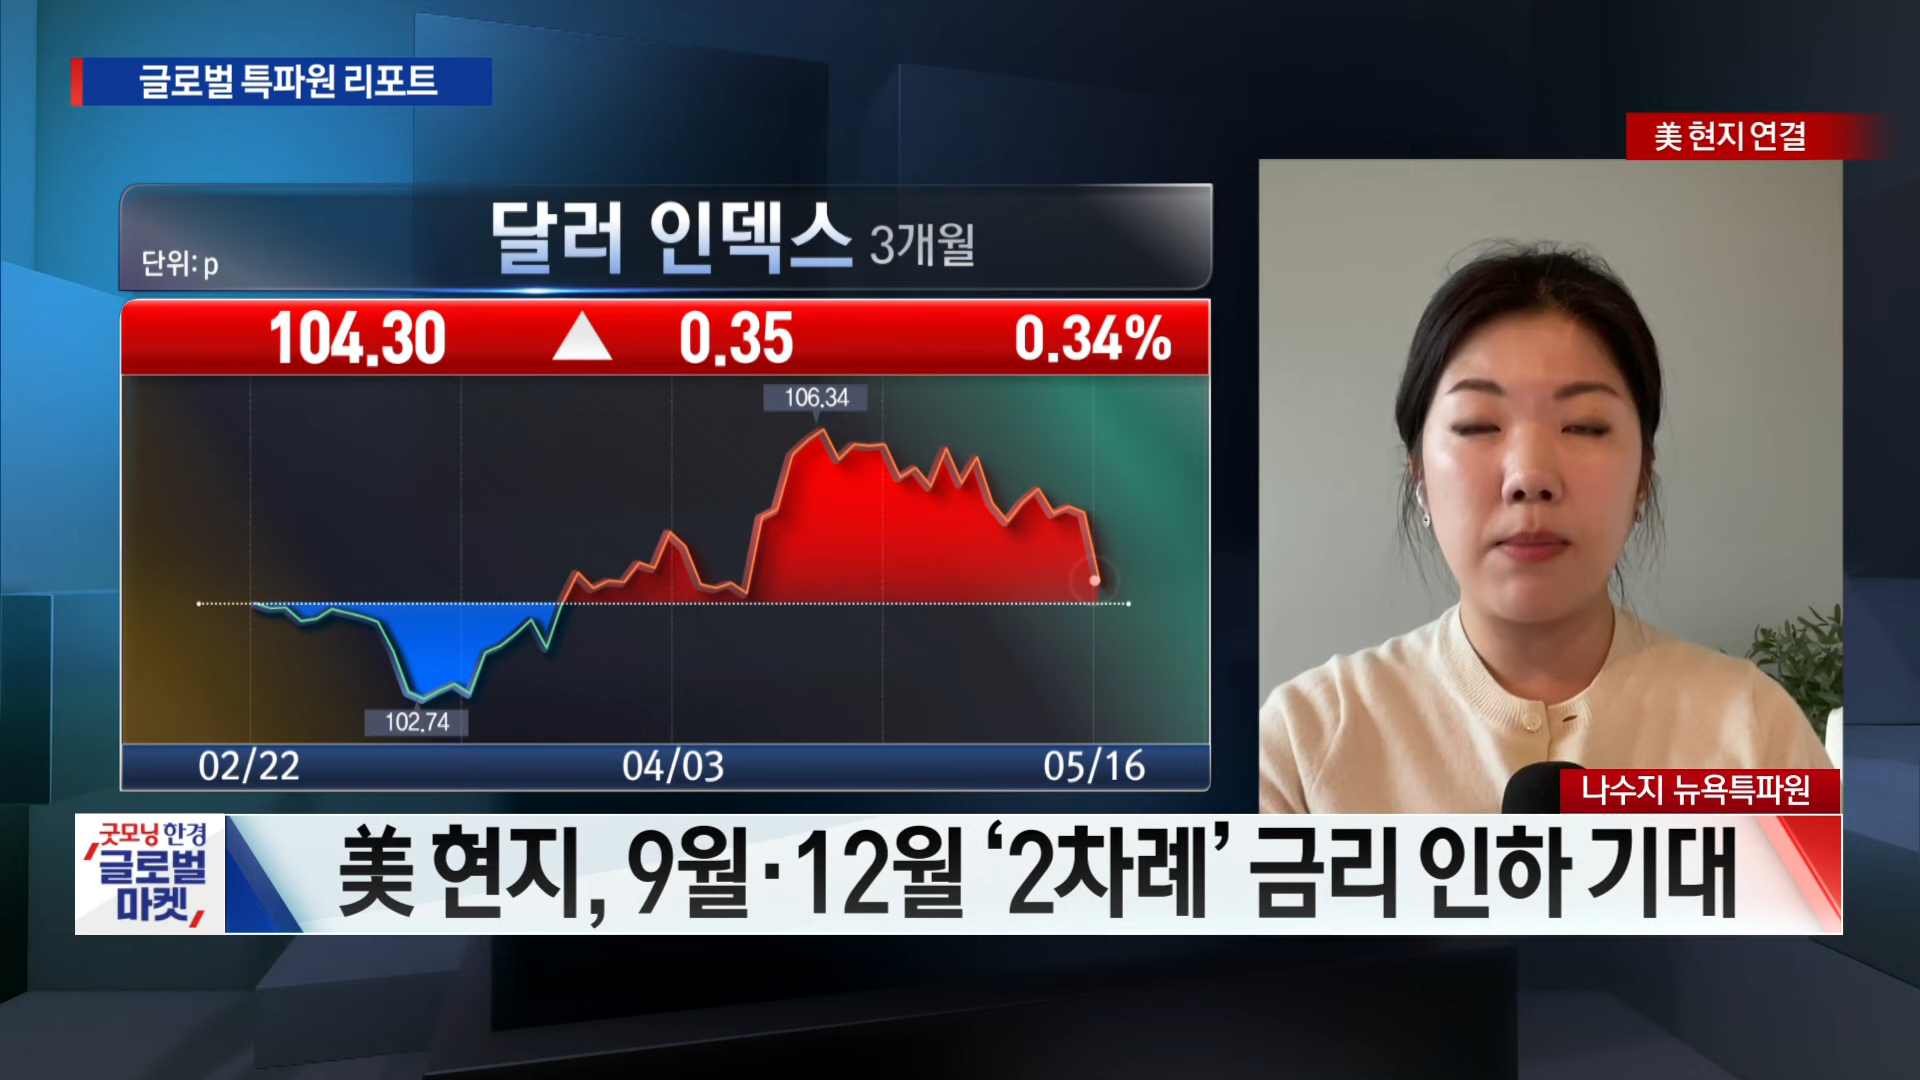 글로벌 특파원 리포트
美 현지 연결
달러 인덱스 3개월
단위: p
104.30 ▲ 0.35 0.34%
106.34
102.74
02/22 04/03 05/16
나수지 뉴욕특파원
굿모닝 한경
글로벌
마켓
美 현지, 9월·12월 ‘2차례’ 금리 인하 기대